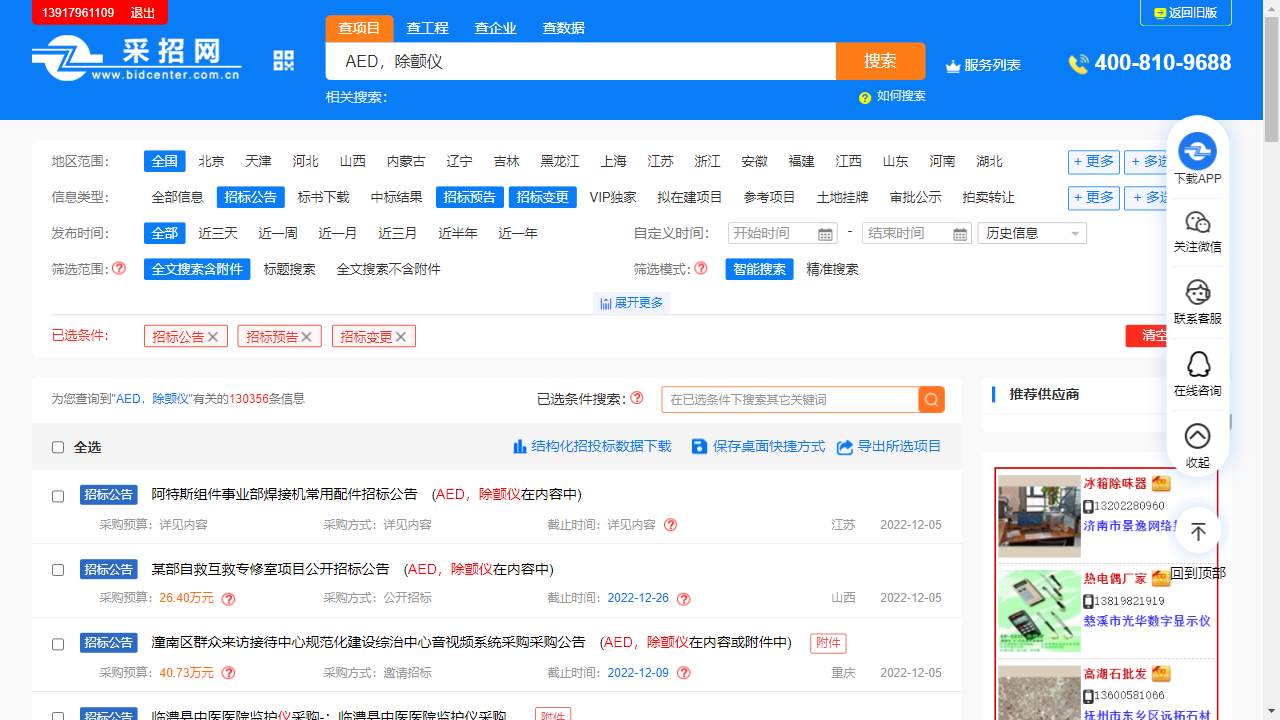 13917961109 退出
返回旧版
采招网
www.bidcenter.com.cn
查项目 查工程 查企业 查数据
AED，除颤仪
搜索
服务列表
400-810-9688
相关搜索：
如何搜索
地区范围： 全国 北京 天津 河北 山西 内蒙古 辽宁 吉林 黑龙江 上海 江苏 浙江 安徽 福建 江西 山东 河南 湖北 + 更多 + 多选
信息类型： 全部信息 招标公告 标书下载 中标结果 招标预告 招标变更 VIP独家 拟在建项目 参考项目 土地挂牌 审批公示 拍卖转让 + 更多 + 多选
发布时间： 全部 近三天 近一周 近一月 近三月 近半年 近一年 自定义时间： 开始时间 - 结束时间 历史信息
筛选范围： 全文搜索含附件 标题搜索 全文搜索不含附件 筛选模式： 智能搜索 精准搜索
展开更多
已选条件： 招标公告 招标预告 招标变更 清空
下载APP
关注微信
联系客服
在线咨询
收起
回到顶部
为您查询到"AED，除颤仪"有关的130356条信息 已选条件搜索： 在已选条件下搜索其它关键词
全选 结构化招投标数据下载 保存桌面快捷方式 导出所选项目
招标公告 阿特斯组件事业部焊接机常用配件招标公告 (AED，除颤仪在内容中)
采购预算：详见内容 采购方式：详见内容 截止时间：详见内容 江苏 2022-12-05
招标公告 某部自救互救专修室项目公开招标公告 (AED，除颤仪在内容中)
采购预算：26.40万元 采购方式：公开招标 截止时间：2022-12-26 山西 2022-12-05
招标公告 潼南区群众来访接待中心规范化建设综治中心音视频系统采购采购公告 (AED，除颤仪在内容或附件中) 附件
采购预算：40.73万元 采购方式：邀请招标 截止时间：2022-12-09 重庆 2022-12-05
招标公告 临澧县中医医院监护仪采购-：临澧县中医医院监护仪采购 附件
推荐供应商
冰箱除味器
13202280960
济南市景逸网络
热电偶厂家
13819821919
慈溪市光华数字显示仪
高湖石批发
13600581066
抚州市东乡区远拓石材